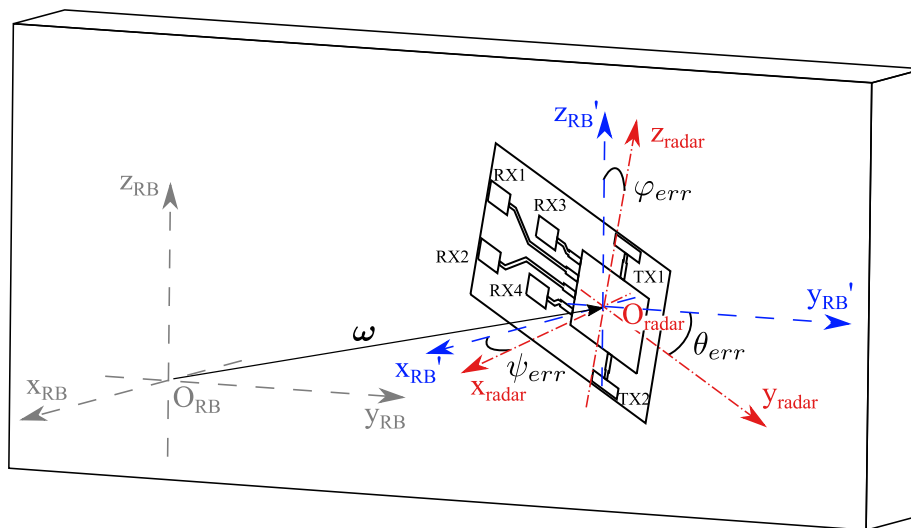 z_RB'
z_radar
φ_err
RX1
RX3
z_RB
RX2
TX1
RX4
y_RB'
O_radar
θ_err
ω
x_RB'
ψ_err
x_radar
x_RB
O_RB
y_RB
TX2
y_radar